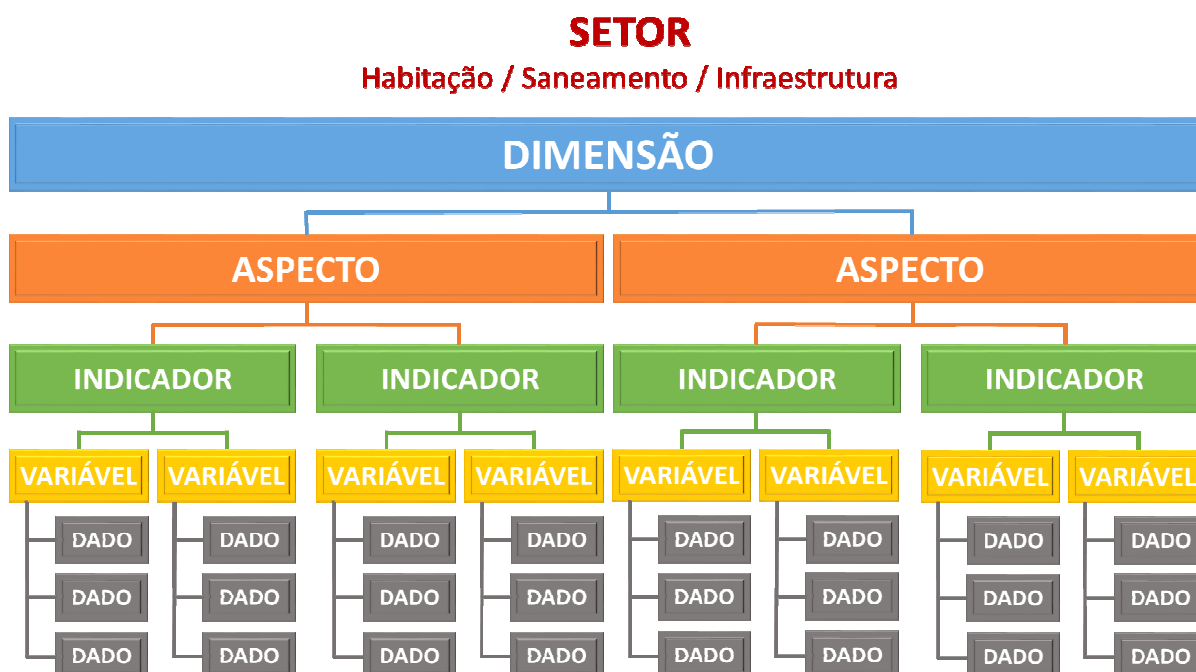 SETOR
Habitação / Saneamento / Infraestrutura
DIMENSÃO
ASPECTO ASPECTO
INDICADOR INDICADOR INDICADOR INDICADOR
VARIÁVEL VARIÁVEL VARIÁVEL VARIÁVEL VARIÁVEL VARIÁVEL VARIÁVEL VARIÁVEL
DADO DADO DADO DADO DADO DADO DADO DADO
DADO DADO DADO DADO DADO DADO DADO DADO
DADO DADO DADO DADO DADO DADO DADO DADO